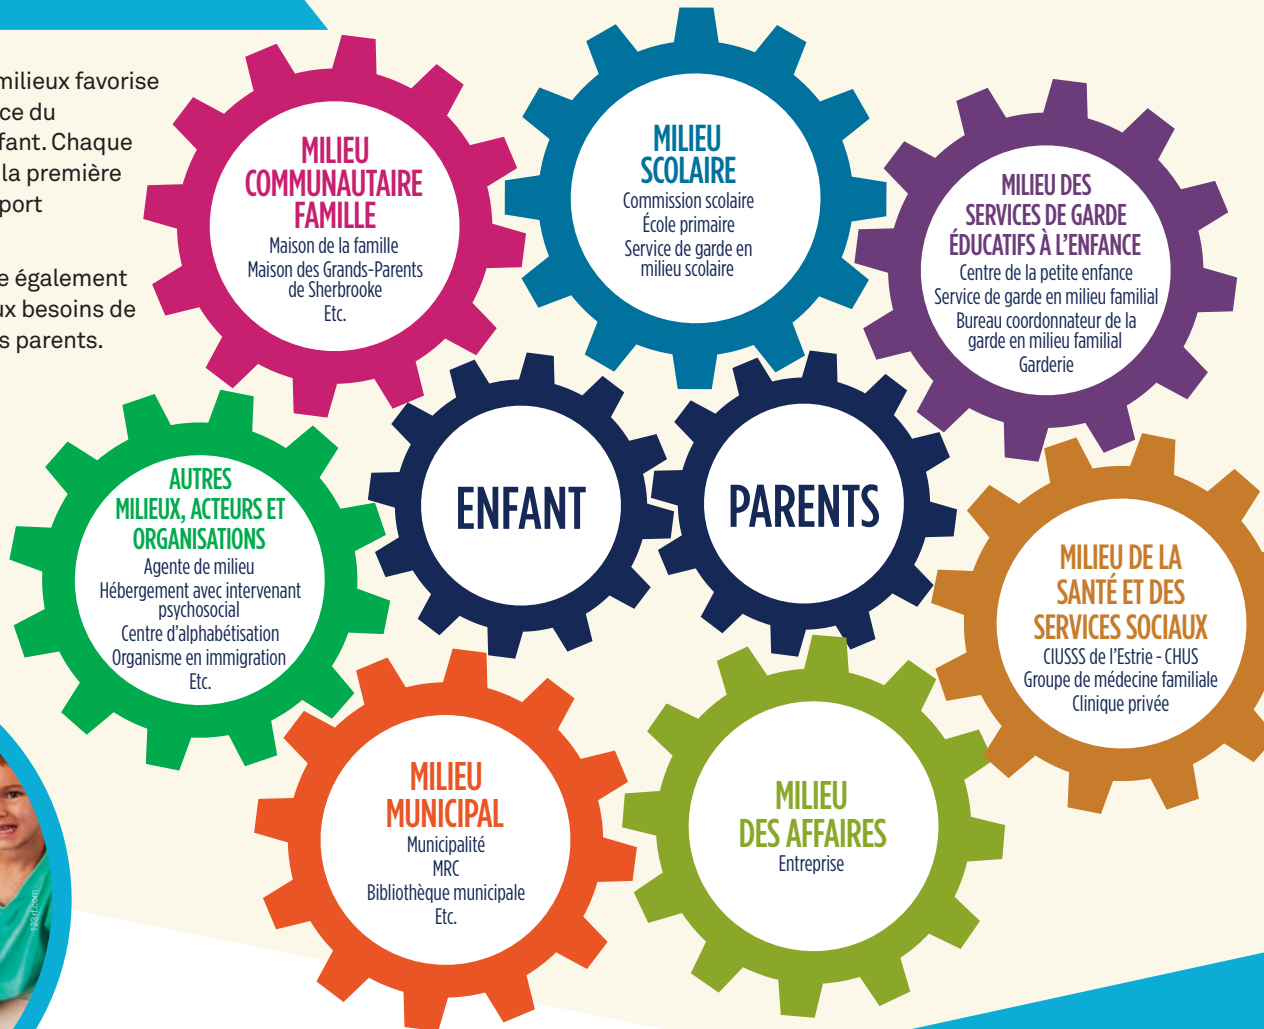 milieux favorise
ce du
fant. Chaque
la première
port
e également
ux besoins de
s parents.
MILIEU
COMMUNAUTAIRE
FAMILLE
Maison de la famille
Maison des Grands-Parents
de Sherbrooke
Etc.
MILIEU
SCOLAIRE
Commission scolaire
École primaire
Service de garde en
milieu scolaire
MILIEU DES
SERVICES DE GARDE
ÉDUCATIFS À L'ENFANCE
Centre de la petite enfance
Service de garde en milieu familial
Bureau coordonnateur de la
garde en milieu familial
Garderie
AUTRES
MILIEUX, ACTEURS ET
ORGANISATIONS
Agente de milieu
Hébergement avec intervenant
psychosocial
Centre d'alphabétisation
Organisme en immigration
Etc.
ENFANT
PARENTS
MILIEU DE LA
SANTÉ ET DES
SERVICES SOCIAUX
CIUSSS de l'Estrie - CHUS
Groupe de médecine familiale
Clinique privée
MILIEU
MUNICIPAL
Municipalité
MRC
Bibliothèque municipale
Etc.
MILIEU
DES AFFAIRES
Entreprise
123rf.com